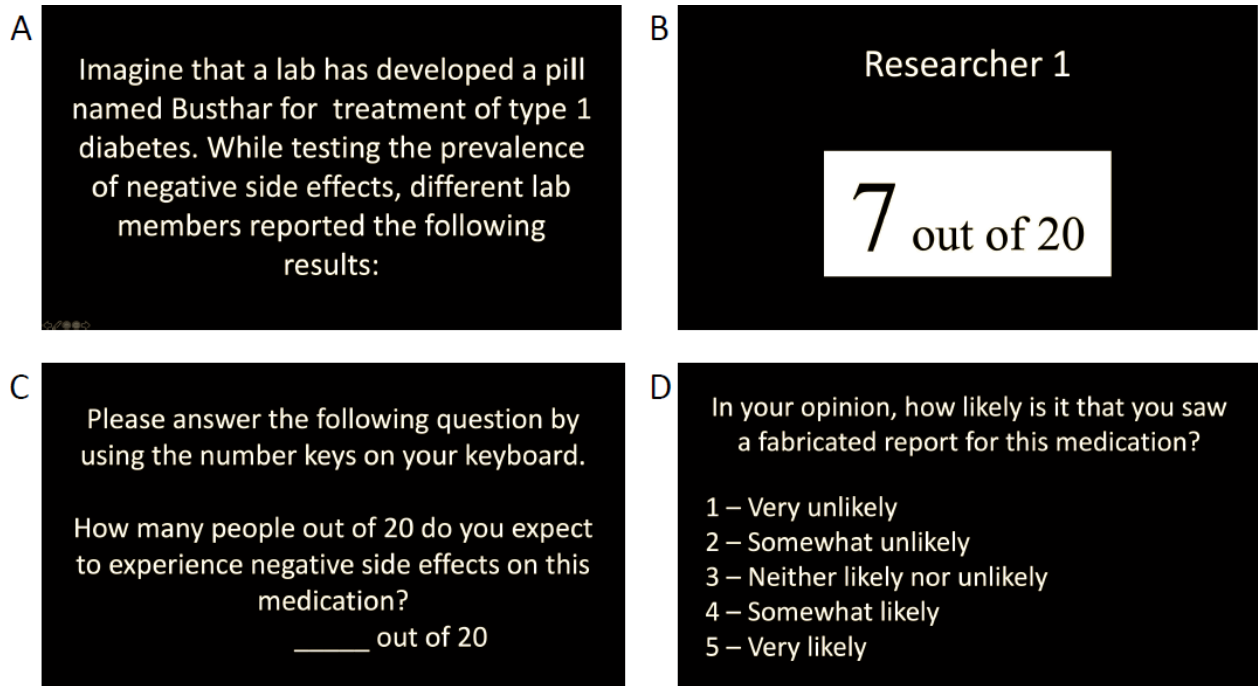 A
Imagine that a lab has developed a pill
named Busthar for treatment of type 1
diabetes. While testing the prevalence
of negative side effects, different lab
members reported the following
results:
B
Researcher 1
7 out of 20
C
Please answer the following question by
using the number keys on your keyboard.
How many people out of 20 do you expect
to experience negative side effects on this
medication?
_____ out of 20
D
In your opinion, how likely is it that you saw
a fabricated report for this medication?
1 – Very unlikely
2 – Somewhat unlikely
3 – Neither likely nor unlikely
4 – Somewhat likely
5 – Very likely